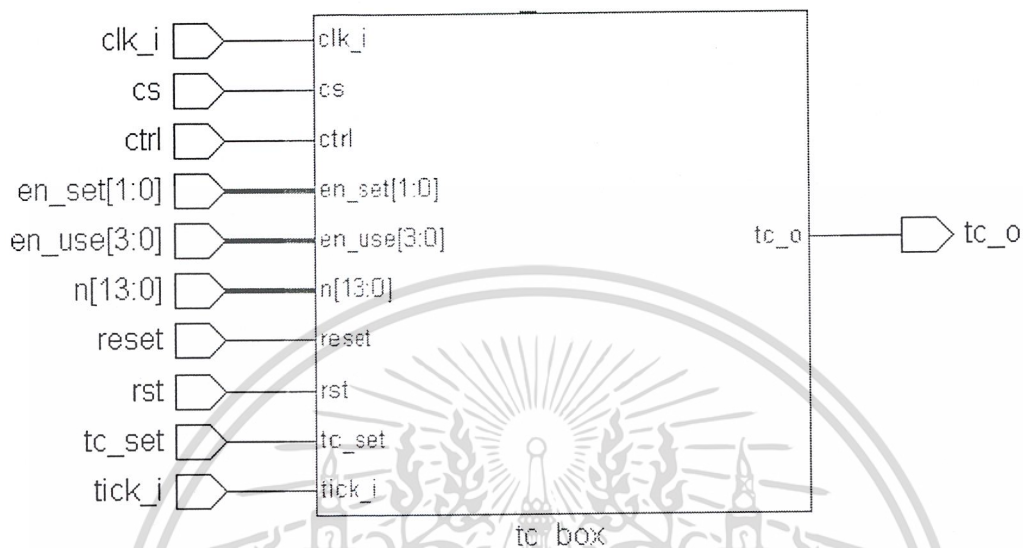 clk_i clk_i
cs cs
ctrl ctrl
en_set[1:0] en_set[1:0]
en_use[3:0] en_use[3:0]
tc_o tc_o
n[13:0] n[13:0]
reset reset
rst rst
tc_set tc_set
tick_i tick_i
tc_box